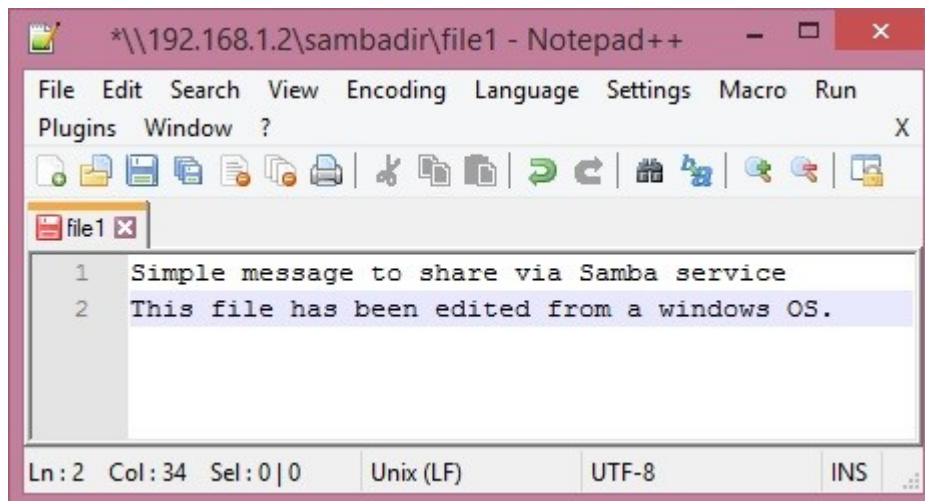 *\\192.168.1.2\sambadir\file1 - Notepad++
File Edit Search View Encoding Language Settings Macro Run
Plugins Window ? X
file1
1 Simple message to share via Samba service
2 This file has been edited from a windows OS.
Ln : 2 Col : 34 Sel : 0 | 0 Unix (LF) UTF-8 INS